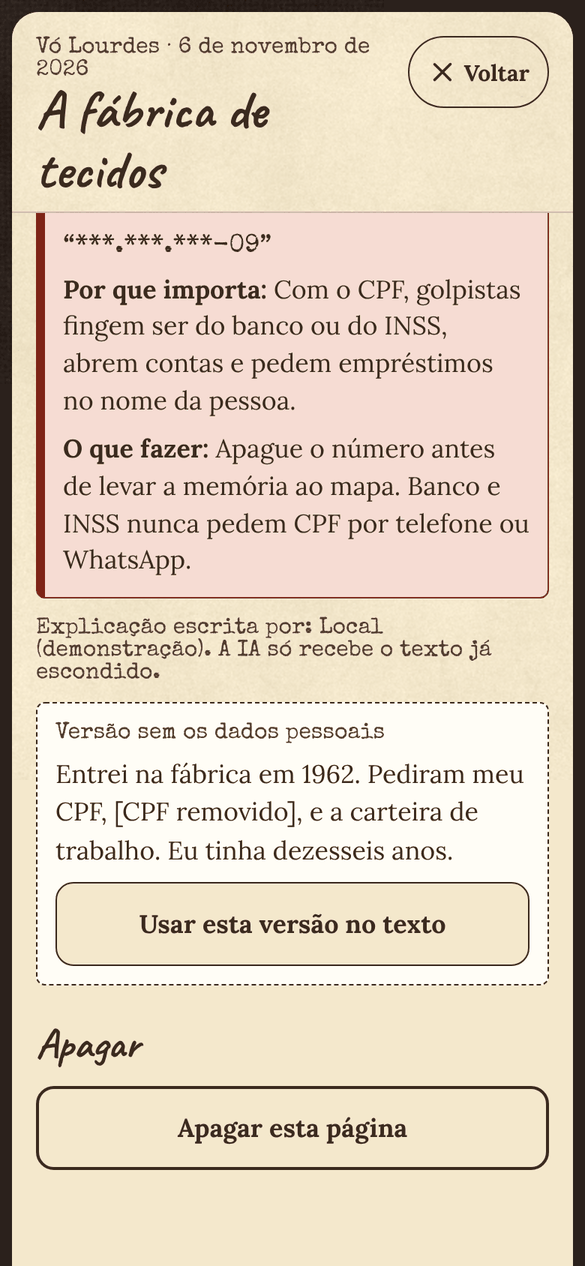 Vó Lourdes · 6 de novembro de
2026
Voltar
A fábrica de
tecidos
“***.***.***-09”
Por que importa: Com o CPF, golpistas
fingem ser do banco ou do INSS,
abrem contas e pedem empréstimos
no nome da pessoa.
O que fazer: Apague o número antes
de levar a memória ao mapa. Banco e
INSS nunca pedem CPF por telefone ou
WhatsApp.
Explicação escrita por: Local
(demonstração). A IA só recebe o texto já
escondido.
Versão sem os dados pessoais
Entrei na fábrica em 1962. Pediram meu
CPF, [CPF removido], e a carteira de
trabalho. Eu tinha dezesseis anos.
Usar esta versão no texto
Apagar
Apagar esta página